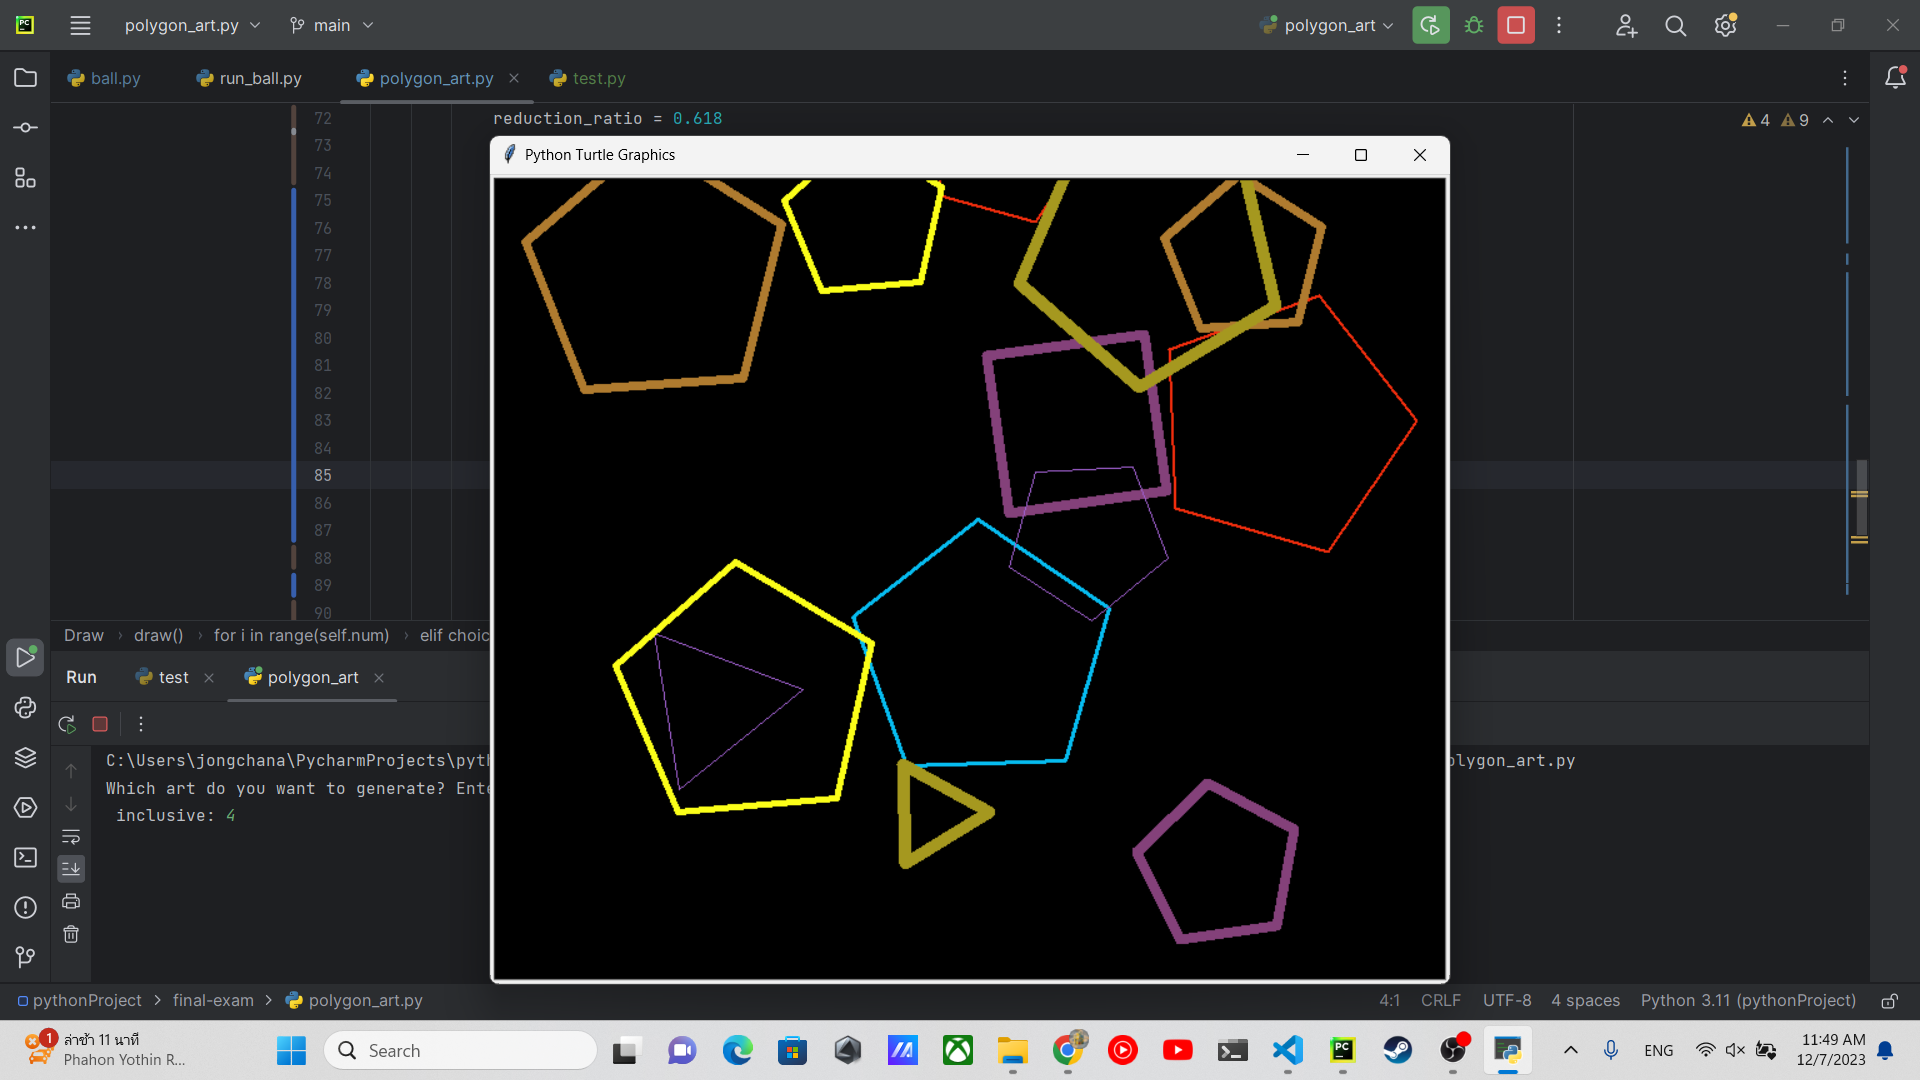 polygon_art.py
main
polygon_art
ball.py
run_ball.py
polygon_art.py
test.py
72
reduction_ratio = 0.618
4
9
Python Turtle Graphics
73
74
75
76
77
78
79
80
81
82
83
84
85
86
87
88
89
90
Draw
draw()
for i in range(self.num)
elif choic
Run
test
polygon_art
C:\Users\jongchana\PycharmProjects\pyth
olygon_art.py
Which art do you want to generate? Ente
inclusive: 4
pythonProject
final-exam
polygon_art.py
4:1
CRLF
UTF-8
4 spaces
Python 3.11 (pythonProject)
1
ล่าช้า 11 นาที
Phahon Yothin R...
Search
ENG
11:49 AM
12/7/2023